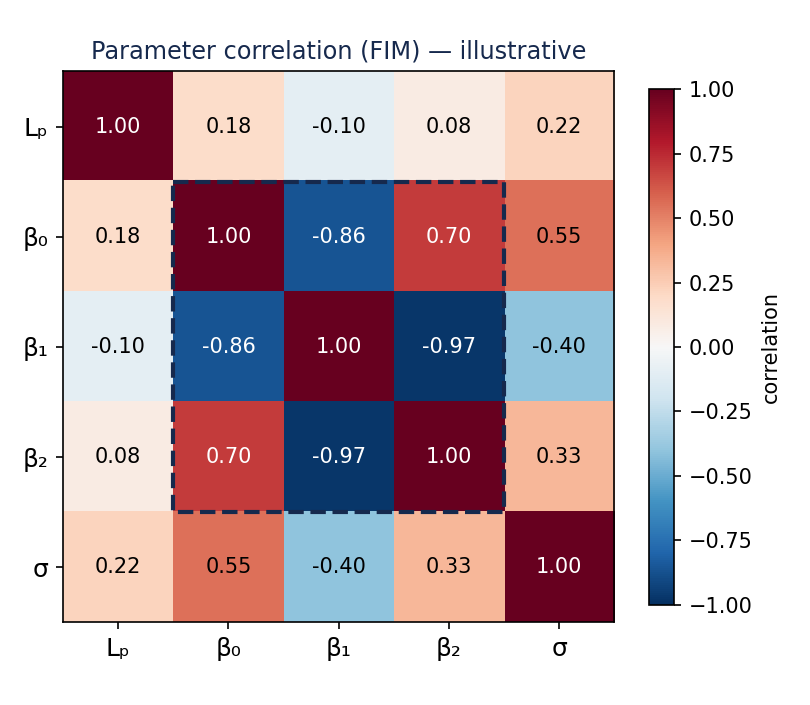 Parameter correlation (FIM) — illustrative
Lₚ 1.00 0.18 -0.10 0.08 0.22
β₀ 0.18 1.00 -0.86 0.70 0.55
β₁ -0.10 -0.86 1.00 -0.97 -0.40
β₂ 0.08 0.70 -0.97 1.00 0.33
σ 0.22 0.55 -0.40 0.33 1.00
Lₚ β₀ β₁ β₂ σ
1.00
0.75
0.50
0.25
0.00
−0.25
−0.50
−0.75
−1.00
correlation